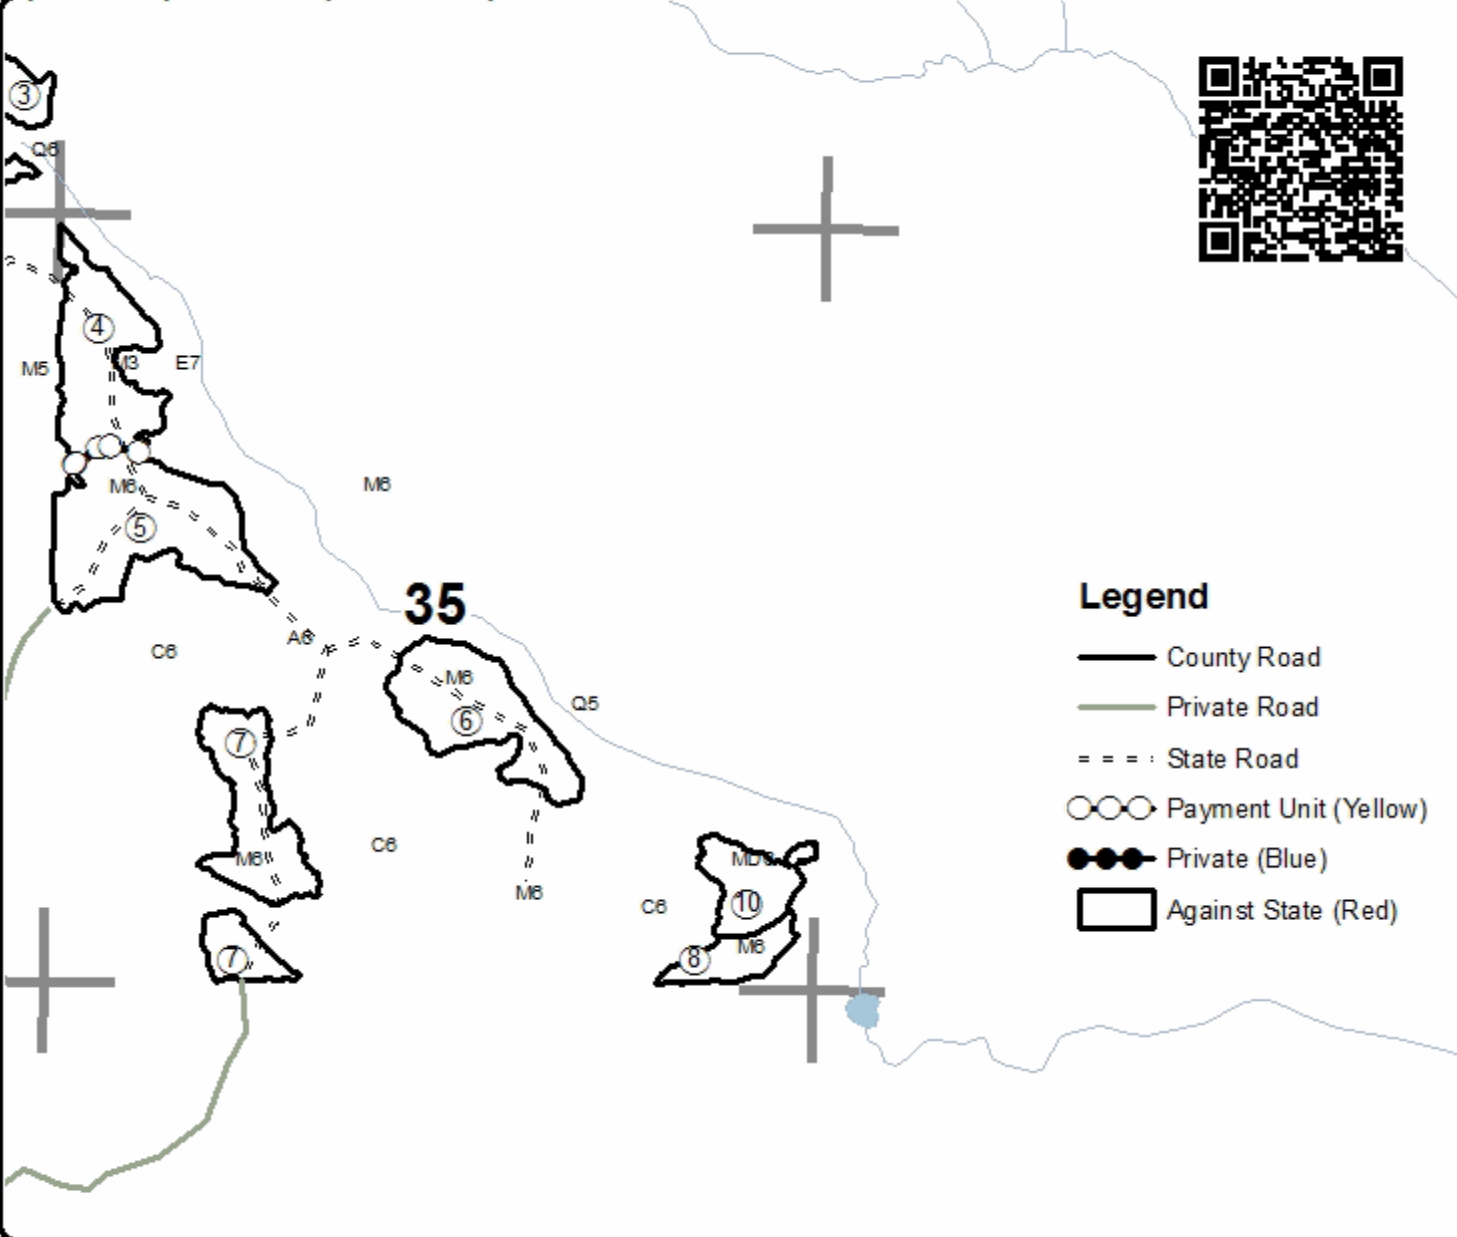 3
Q6
4
M5
M3
E7
M6
M6
5
35
C6
A6
M6
Q5
6
7
C6
M6
M6
C6
10
M6
8
7
Legend
County Road
Private Road
State Road
Payment Unit (Yellow)
Private (Blue)
Against State (Red)